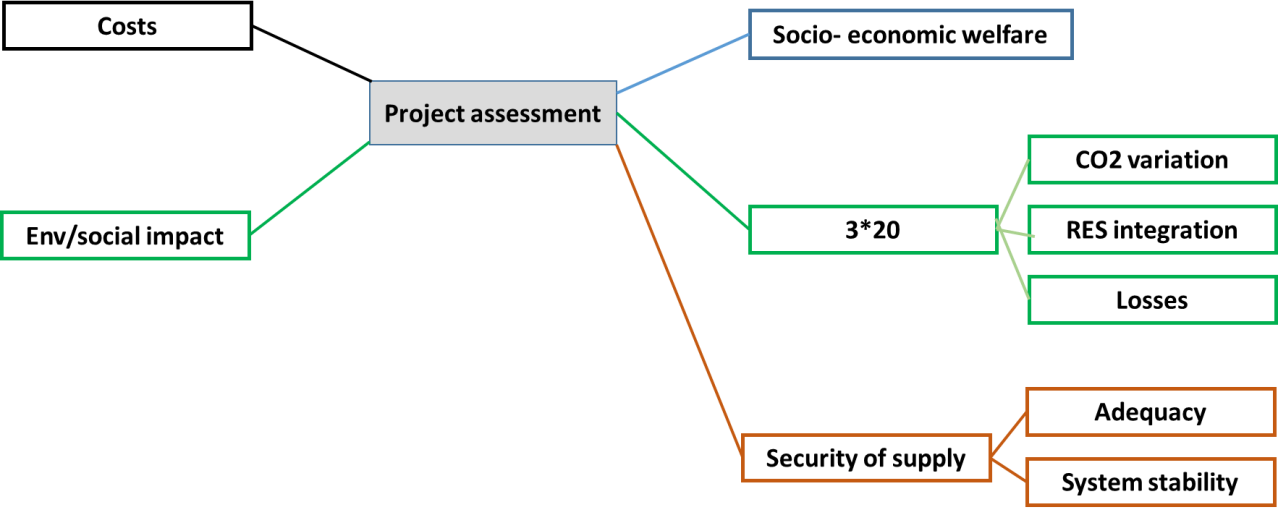 Costs
Socio- economic welfare
Project assessment
CO2 variation
Env/social impact
3*20
RES integration
Losses
Adequacy
Security of supply
System stability